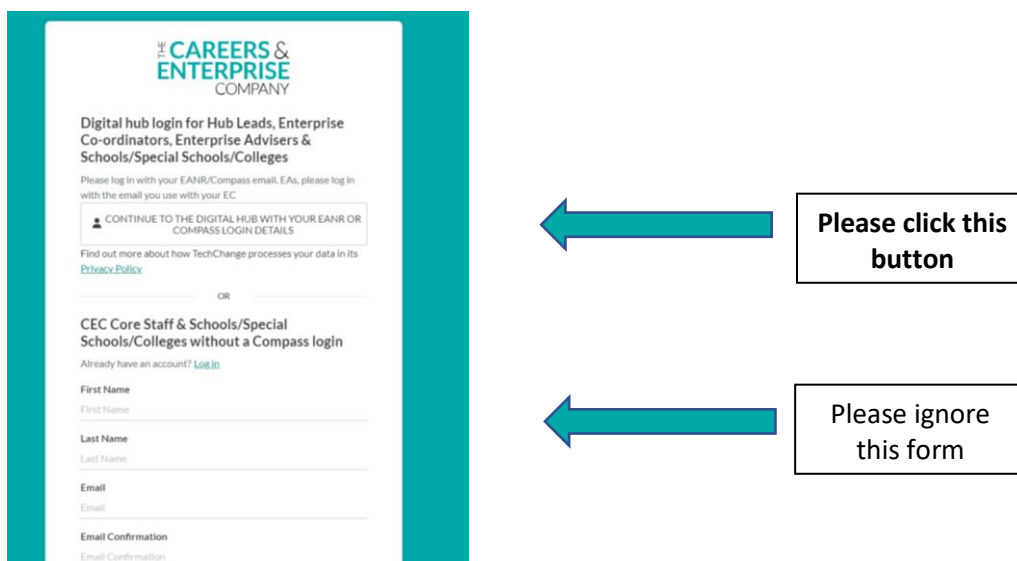 THE CAREERS &
ENTERPRISE
COMPANY
Digital hub login for Hub Leads, Enterprise
Co-ordinators, Enterprise Advisers &
Schools/Special Schools/Colleges
Please log in with your EANR/Compass email. EAs, please log in
with the email you use with your EC
CONTINUE TO THE DIGITAL HUB WITH YOUR EANR OR
COMPASS LOGIN DETAILS
Find out more about how TechChange processes your data in its
Privacy Policy
OR
CEC Core Staff & Schools/Special
Schools/Colleges without a Compass login
Already have an account? Log in
First Name
First Name
Last Name
Last Name
Email
Email
Email Confirmation
Email Confirmation
Please click this
button
Please ignore
this form